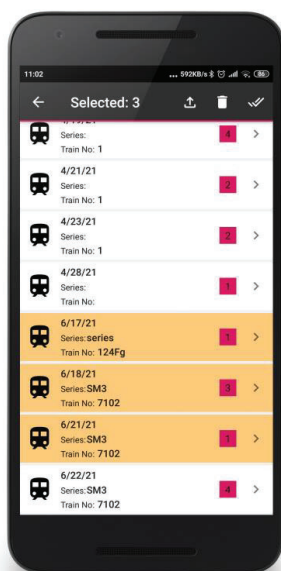 11:02
... 592KB/s 86
Selected: 3
4
Series:
Train No: 1
4/21/21
Series:
2
Train No: 1
4/23/21
Series:
2
Train No: 1
4/28/21
Series:
1
Train No:
6/17/21
Series: series
1
Train No: 124Fg
6/18/21
Series: SM3
3
Train No: 7102
6/21/21
Series: SM3
1
Train No: 7102
6/22/21
Series: SM3
4
Train No: 7102